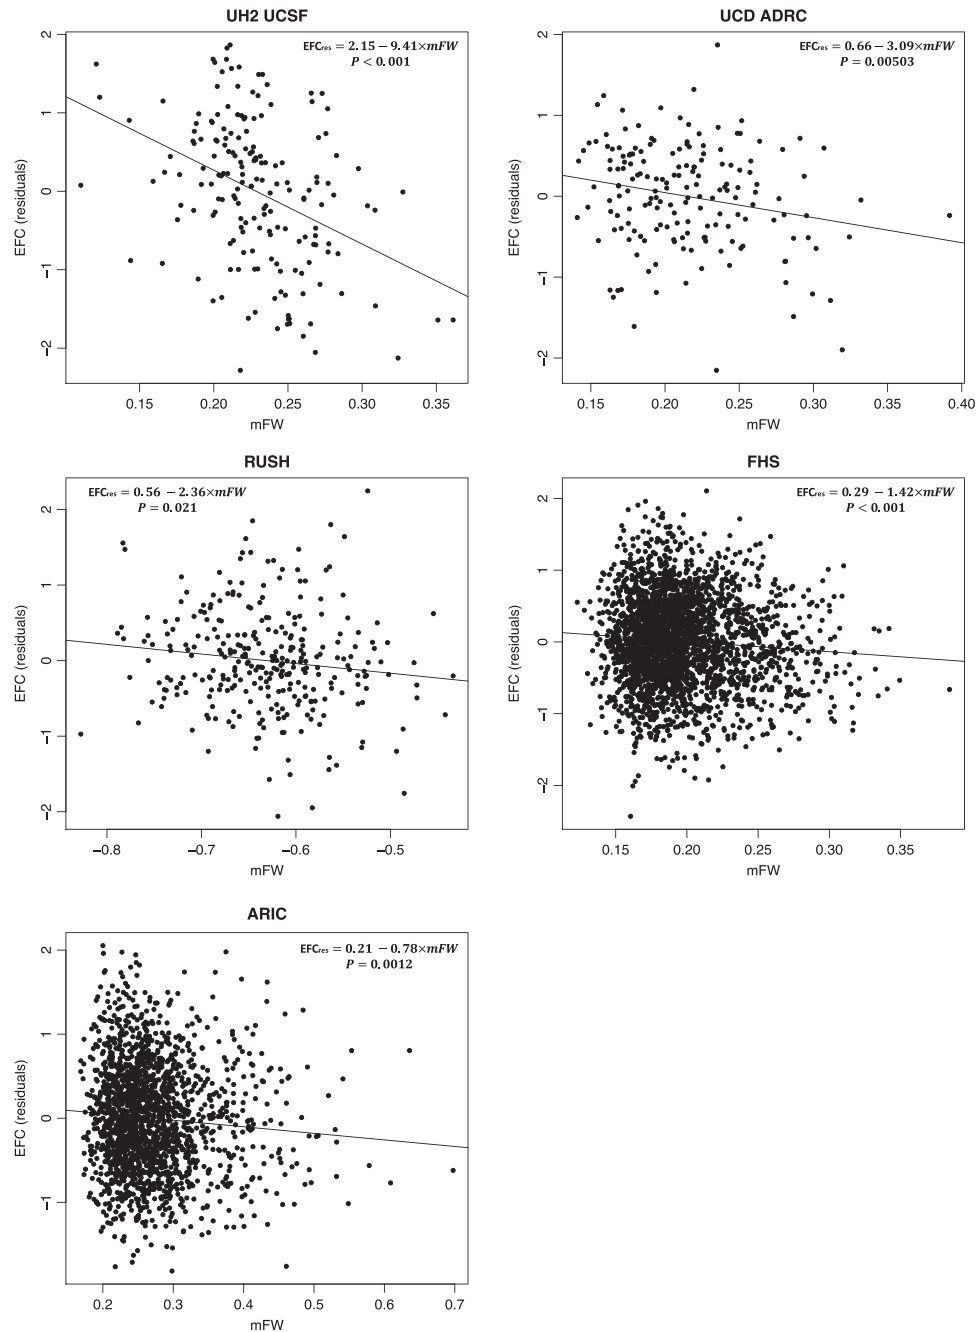 UH2 UCSF
EFCres = 2.15 − 9.41×mFW
P < 0.001
2
1
0
−1
−2
EFC (residuals)
0.15 0.20 0.25 0.30 0.35
mFW
UCD ADRC
EFCres = 0.66 − 3.09×mFW
P = 0.00503
2
1
0
−1
−2
EFC (residuals)
0.15 0.20 0.25 0.30 0.35 0.40
mFW
RUSH
EFCres = 0.56 − 2.36×mFW
P = 0.021
2
1
0
−1
−2
EFC (residuals)
−0.8 −0.7 −0.6 −0.5
mFW
FHS
EFCres = 0.29 − 1.42×mFW
P < 0.001
2
1
0
−1
−2
EFC (residuals)
0.15 0.20 0.25 0.30 0.35
mFW
ARIC
EFCres = 0.21 − 0.78×mFW
P = 0.0012
2
1
0
−1
EFC (residuals)
0.2 0.3 0.4 0.5 0.6 0.7
mFW